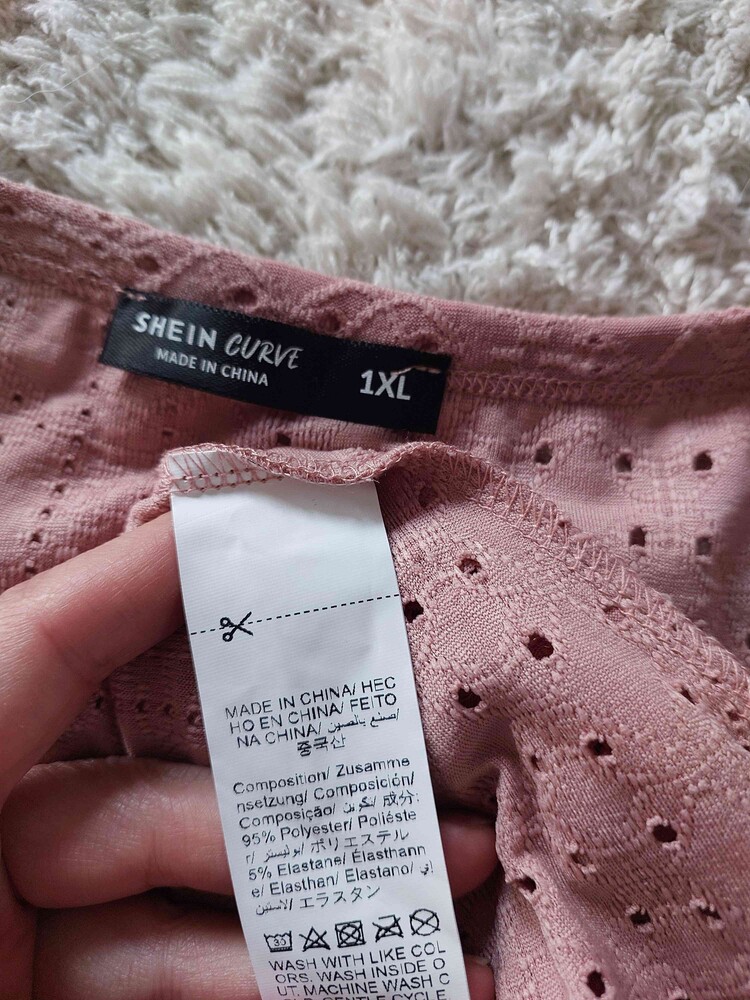 SHEIN CURVE
MADE IN CHINA
1XL
MADE IN CHINA/ HEC
HO EN CHINA/ FEITO
NA CHINA/ صنع بالصين/
중국산
Composition/ Zusamme
nsetzung/ Composición/
Composição/ تكوين/ 成分:
95% Polyester/ Poliéste
r/ بوليستر/ ポリエステル
5% Elastane/ Élasthann
e/ Elasthan/ Elastano/ إي
لاستين/ エラスタン
30
WASH WITH LIKE COL
ORS. WASH INSIDE O
UT. MACHINE WASH C
GENTLE CYCLE